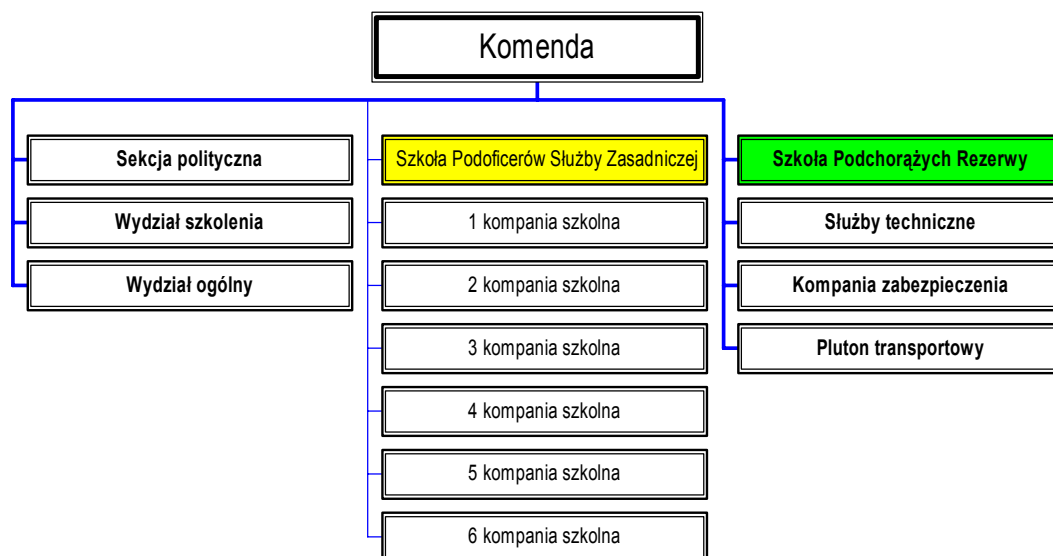 Komenda
Sekcja polityczna
Wydział szkolenia
Wydział ogólny
Szkoła Podoficerów Służby Zasadniczej
1 kompania szkolna
2 kompania szkolna
3 kompania szkolna
4 kompania szkolna
5 kompania szkolna
6 kompania szkolna
Szkoła Podchorążych Rezerwy
Służby techniczne
Kompania zabezpieczenia
Pluton transportowy